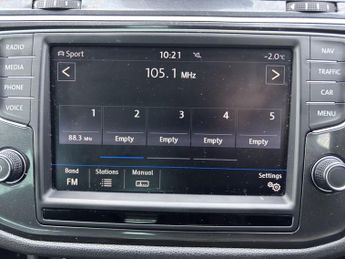 RADIO
MEDIA
PHONE
VOICE
Sport 10:21 -2.0°C
105.1 MHz
< >
1 2 3 4 5
88.3 MHz Empty Empty Empty Empty
Band Stations Manual Settings
FM
NAV
TRAFFIC
CAR
MENU